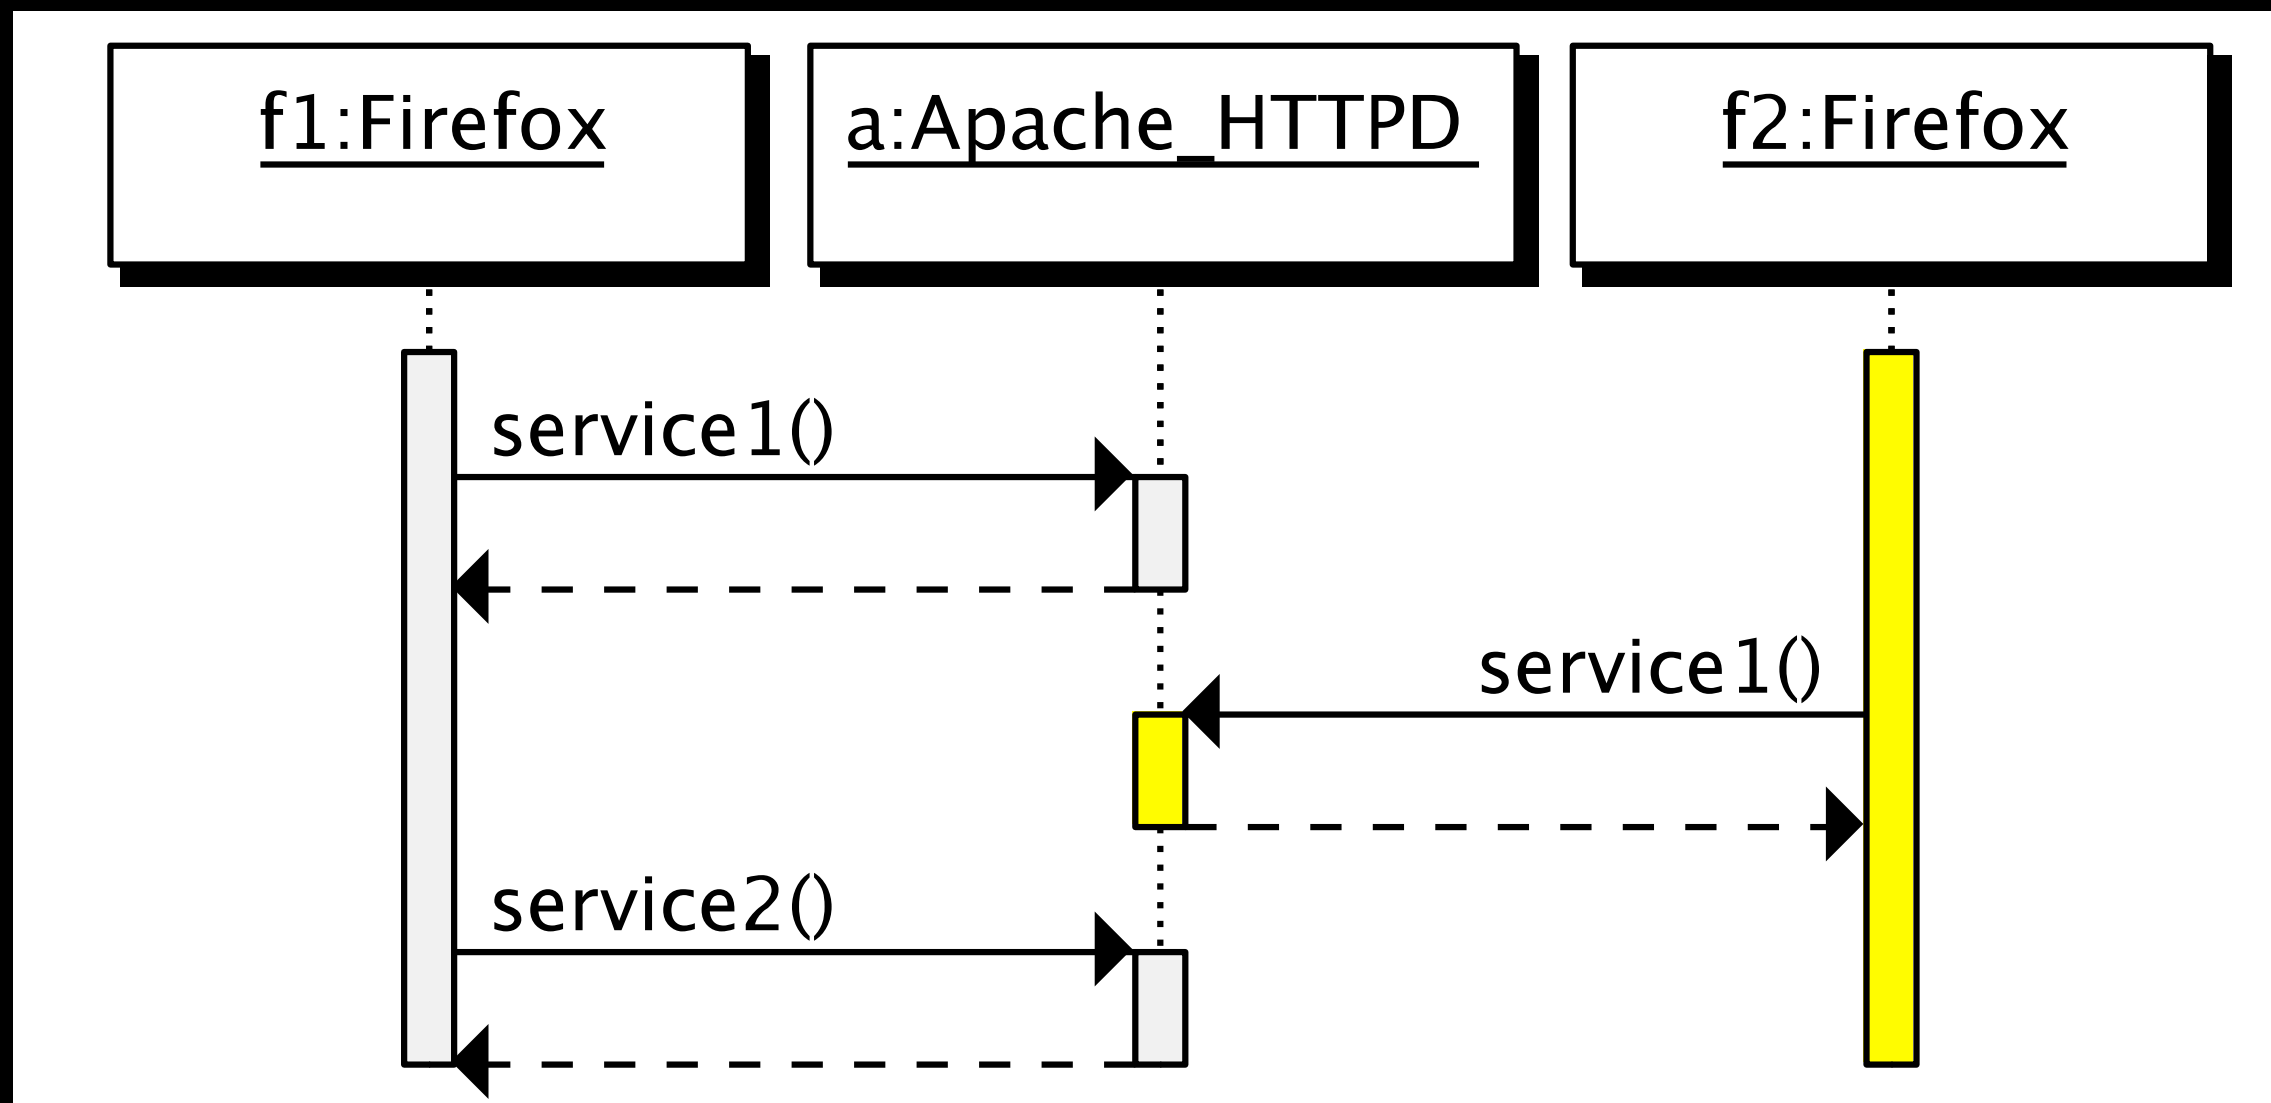 f1:Firefox
a:Apache_HTTPD
f2:Firefox
service1()
service1()
service2()